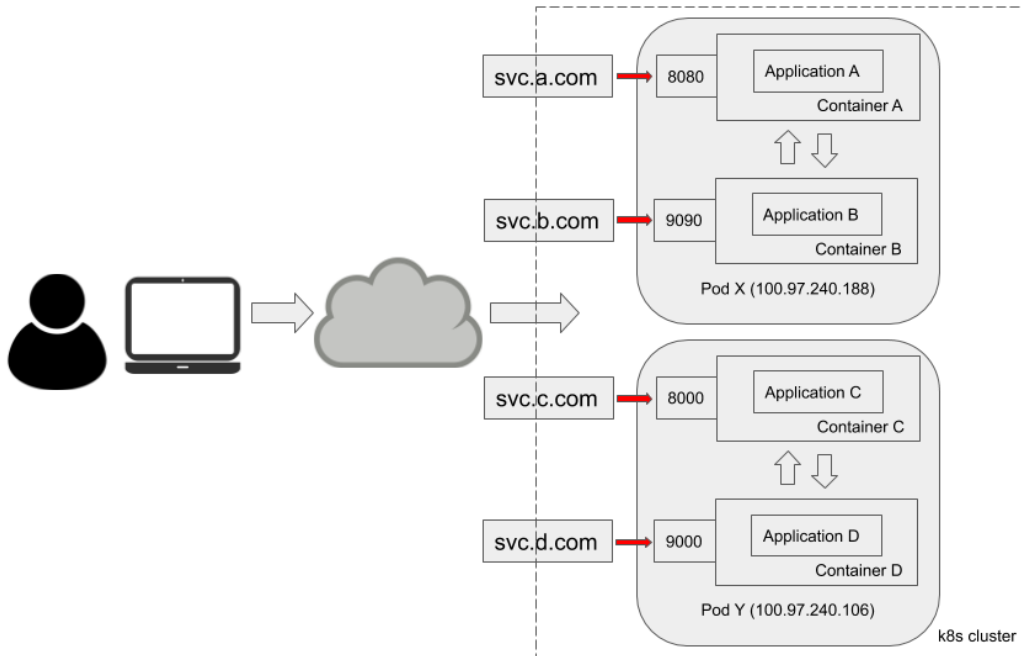 svc.a.com
8080
Application A
Container A
svc.b.com
9090
Application B
Container B
Pod X (100.97.240.188)
svc.c.com
8000
Application C
Container C
svc.d.com
9000
Application D
Container D
Pod Y (100.97.240.106)
k8s cluster